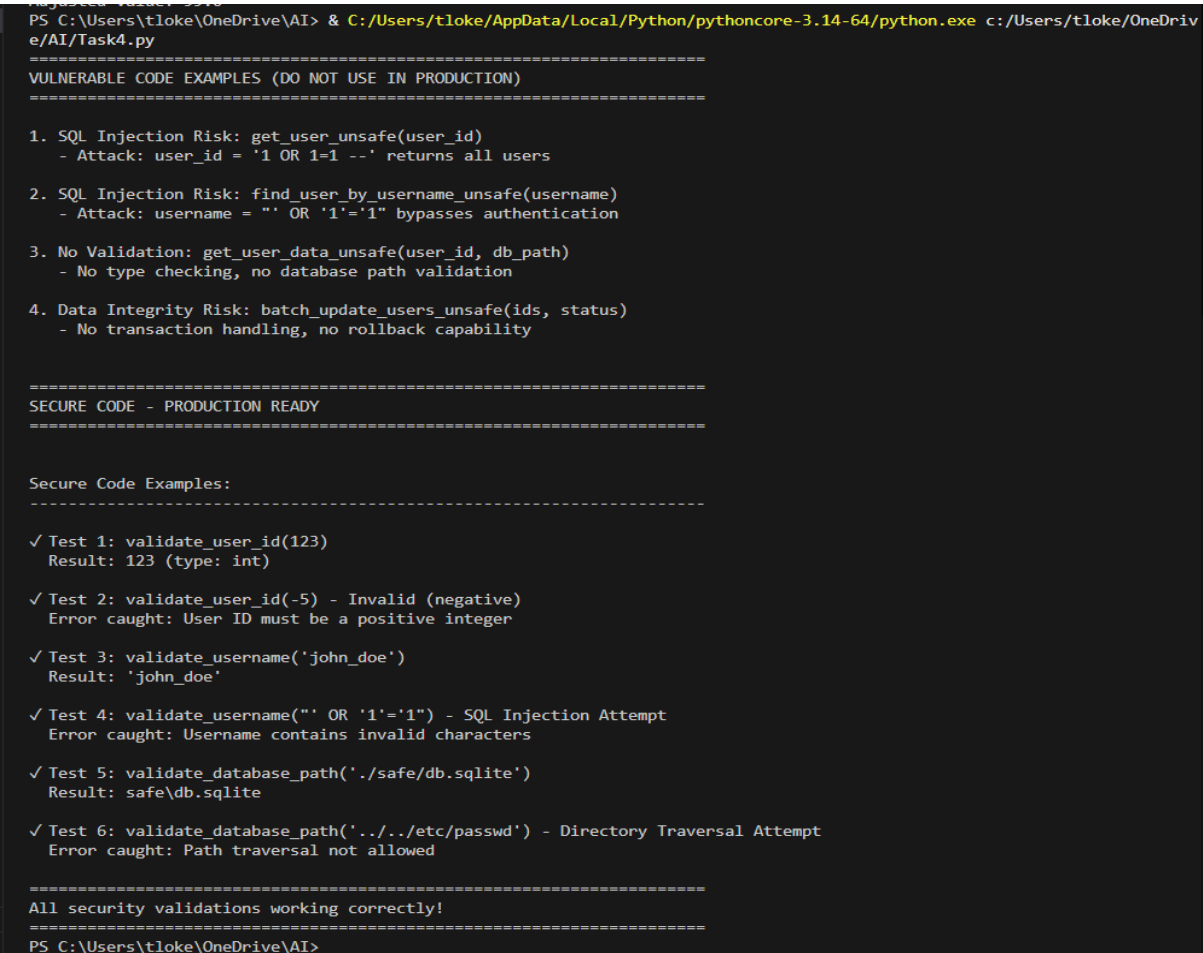 Adjusted value: 99.0
PS C:\Users\tloke\OneDrive\AI> & C:/Users/tloke/AppData/Local/Python/pythoncore-3.14-64/python.exe c:/Users/tloke/OneDriv
e/AI/Task4.py
======================================================================
VULNERABLE CODE EXAMPLES (DO NOT USE IN PRODUCTION)
======================================================================
1. SQL Injection Risk: get_user_unsafe(user_id)
- Attack: user_id = '1 OR 1=1 --' returns all users
2. SQL Injection Risk: find_user_by_username_unsafe(username)
- Attack: username = "' OR '1'='1" bypasses authentication
3. No Validation: get_user_data_unsafe(user_id, db_path)
- No type checking, no database path validation
4. Data Integrity Risk: batch_update_users_unsafe(ids, status)
- No transaction handling, no rollback capability
======================================================================
SECURE CODE - PRODUCTION READY
======================================================================
Secure Code Examples:
----------------------------------------------------------------------
✓ Test 1: validate_user_id(123)
Result: 123 (type: int)
✓ Test 2: validate_user_id(-5) - Invalid (negative)
Error caught: User ID must be a positive integer
✓ Test 3: validate_username('john_doe')
Result: 'john_doe'
✓ Test 4: validate_username("' OR '1'='1") - SQL Injection Attempt
Error caught: Username contains invalid characters
✓ Test 5: validate_database_path('./safe/db.sqlite')
Result: safe\db.sqlite
✓ Test 6: validate_database_path('../../etc/passwd') - Directory Traversal Attempt
Error caught: Path traversal not allowed
======================================================================
All security validations working correctly!
======================================================================
PS C:\Users\tloke\OneDrive\AI>